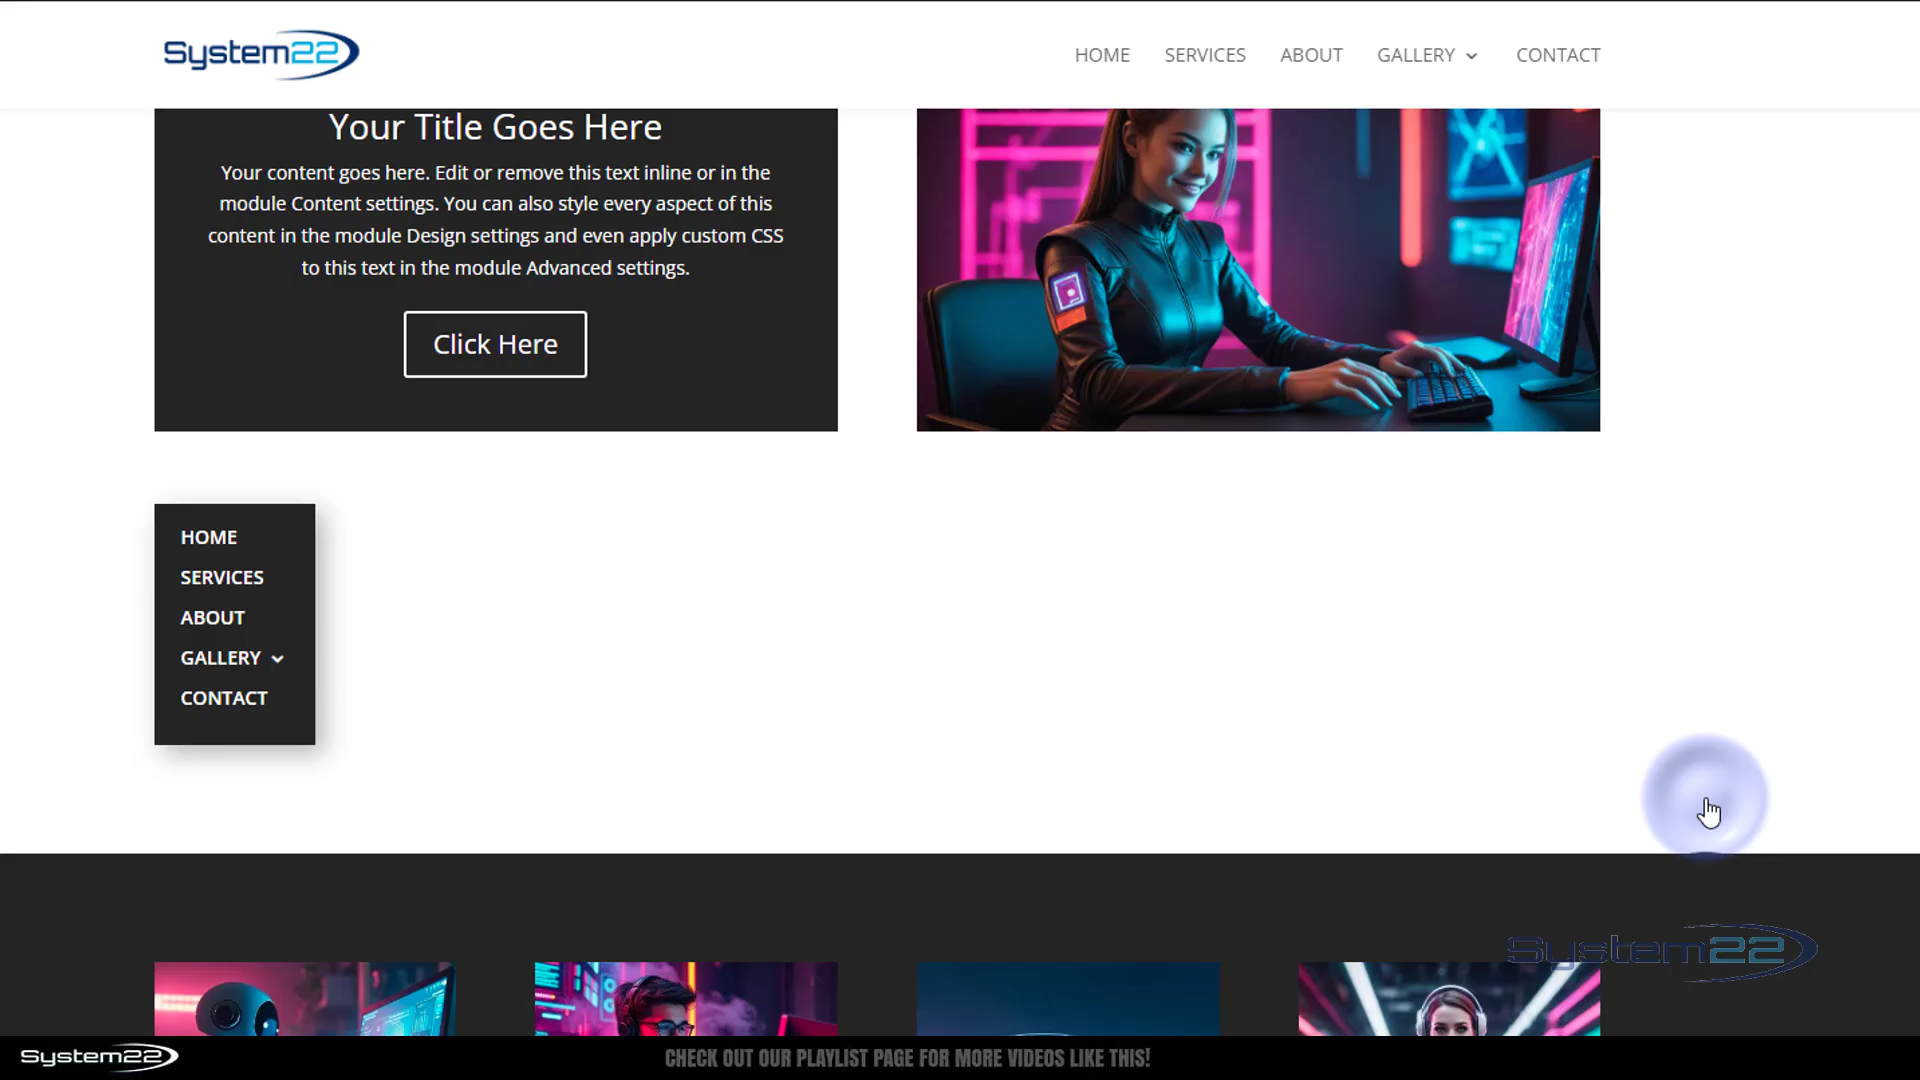 System22
HOME SERVICES ABOUT GALLERY CONTACT
Your Title Goes Here
Your content goes here. Edit or remove this text inline or in the
module Content settings. You can also style every aspect of this
content in the module Design settings and even apply custom CSS
to this text in the module Advanced settings.
Click Here
HOME
SERVICES
ABOUT
GALLERY
CONTACT
System22
System22
CHECK OUT OUR PLAYLIST PAGE FOR MORE VIDEOS LIKE THIS!